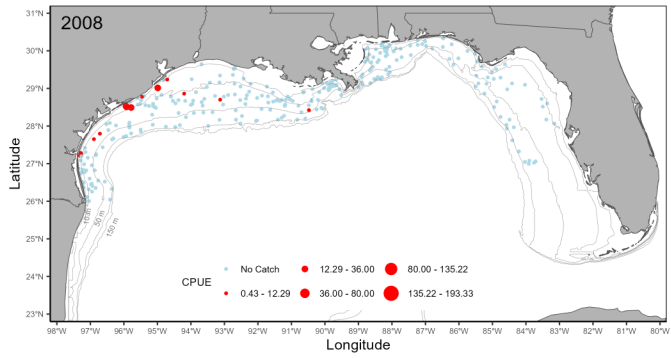 2008
31°N
30°N
29°N
28°N
27°N
26°N
25°N
24°N
23°N
Latitude
10 m
50 m
150 m
CPUE
No Catch
12.29 - 36.00
80.00 - 135.22
0.43 - 12.29
36.00 - 80.00
135.22 - 193.33
98°W 97°W 96°W 95°W 94°W 93°W 92°W 91°W 90°W 89°W 88°W 87°W 86°W 85°W 84°W 83°W 82°W 81°W 80°W
Longitude